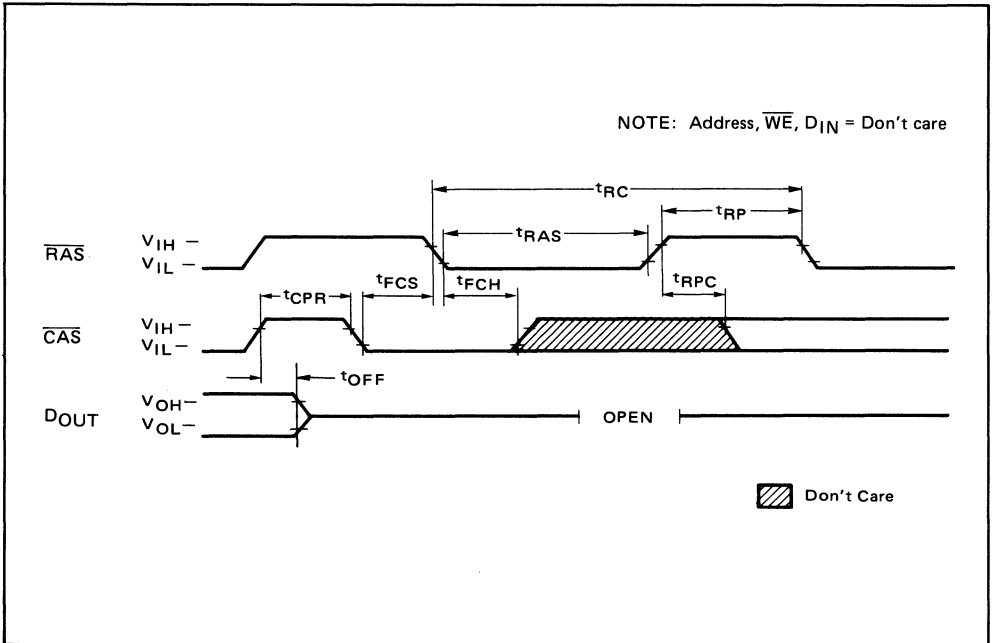 NOTE: Address, WE, DIN = Don't care
tRC
tRP
tRAS
RAS
VIH
VIL
tFCS
tFCH
tRPC
tCPR
CAS
VIH
VIL
tOFF
DOUT
VOH
VOL
OPEN
Don't Care